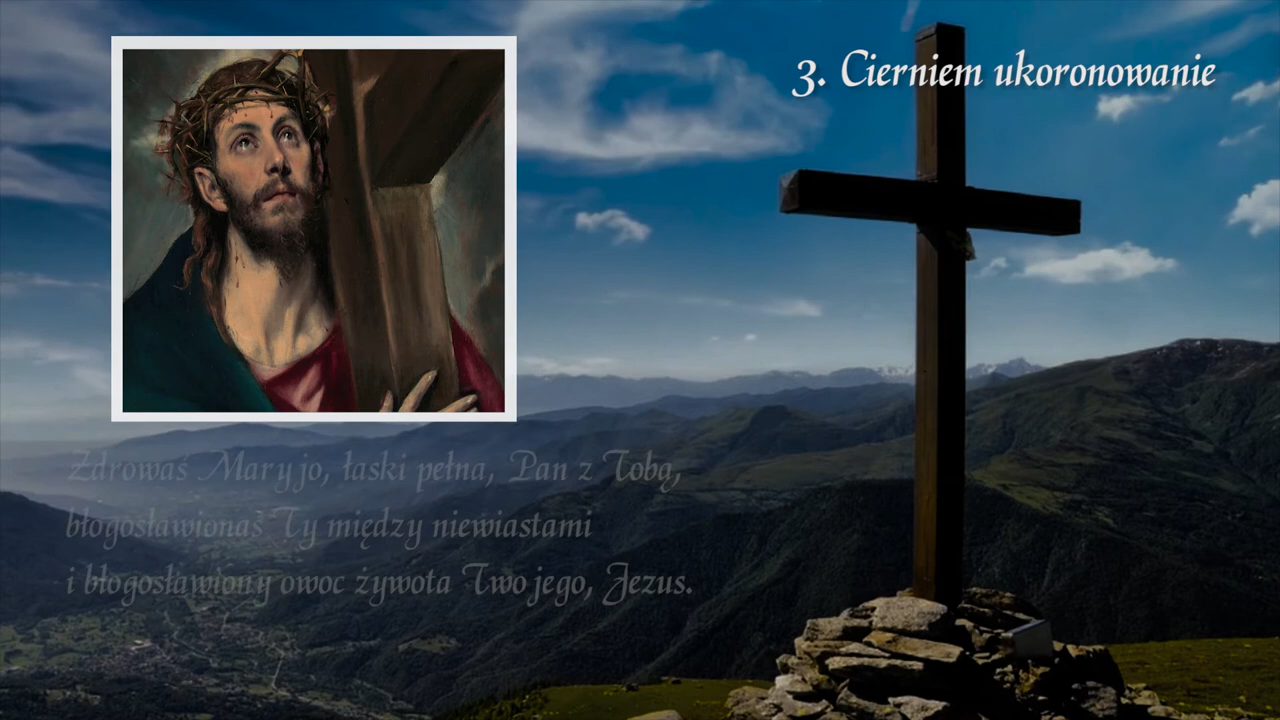 3. Cierniem ukoronowanie
Zdrowaś Maryjo, łaski pełna, Pan z Tobą,
błogosławionaś Ty między niewiastami
i błogosławiony owoc żywota Twojego, Jezus.